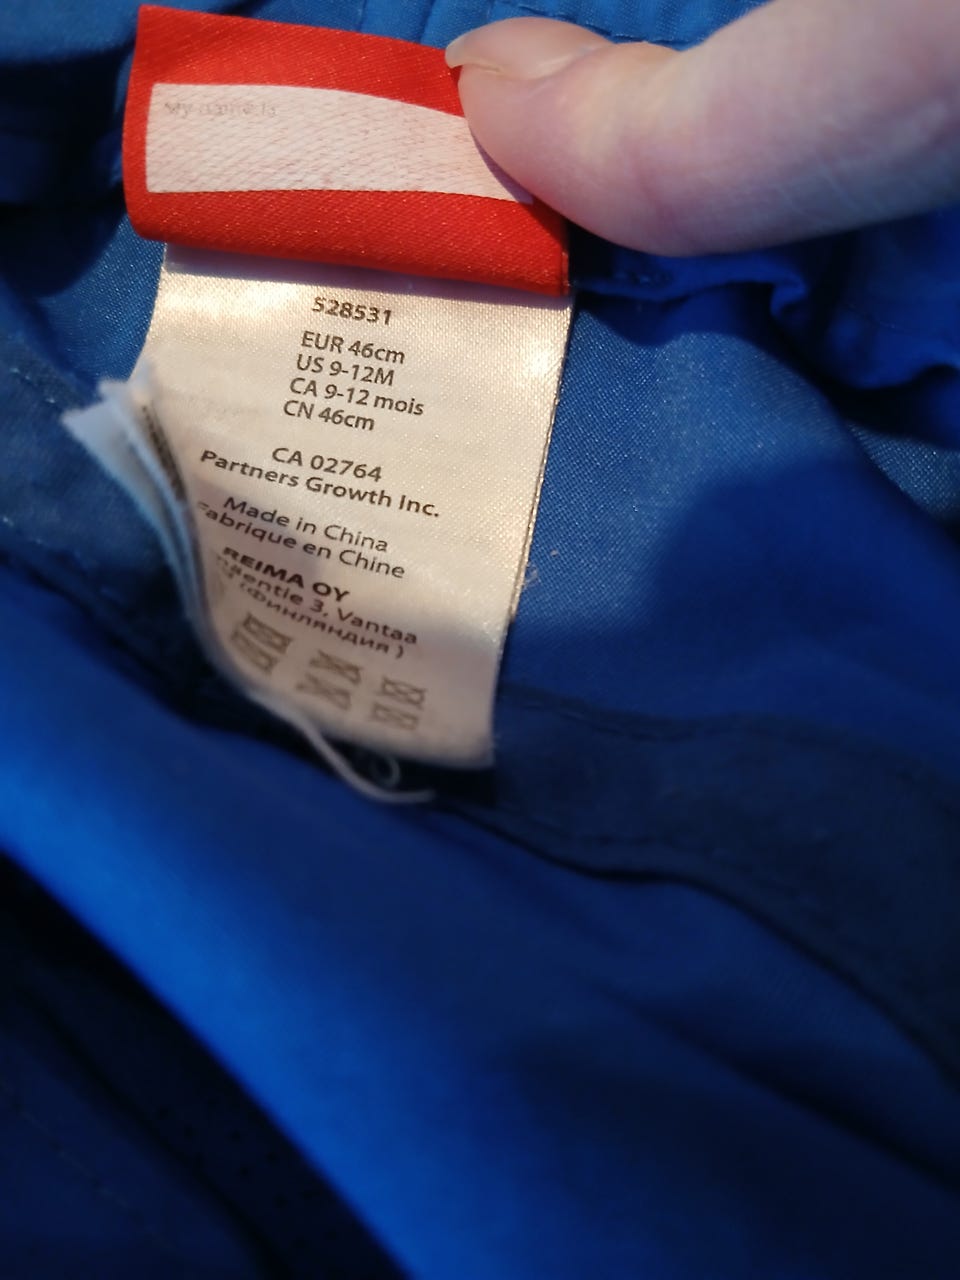 My name is
528531
EUR 46cm
US 9-12M
CA 9-12 mois
CN 46cm
CA 02764
Partners Growth Inc.
Made in China
Fabrique en Chine
REIMA OY
3, Vantaa
(Финляндия )